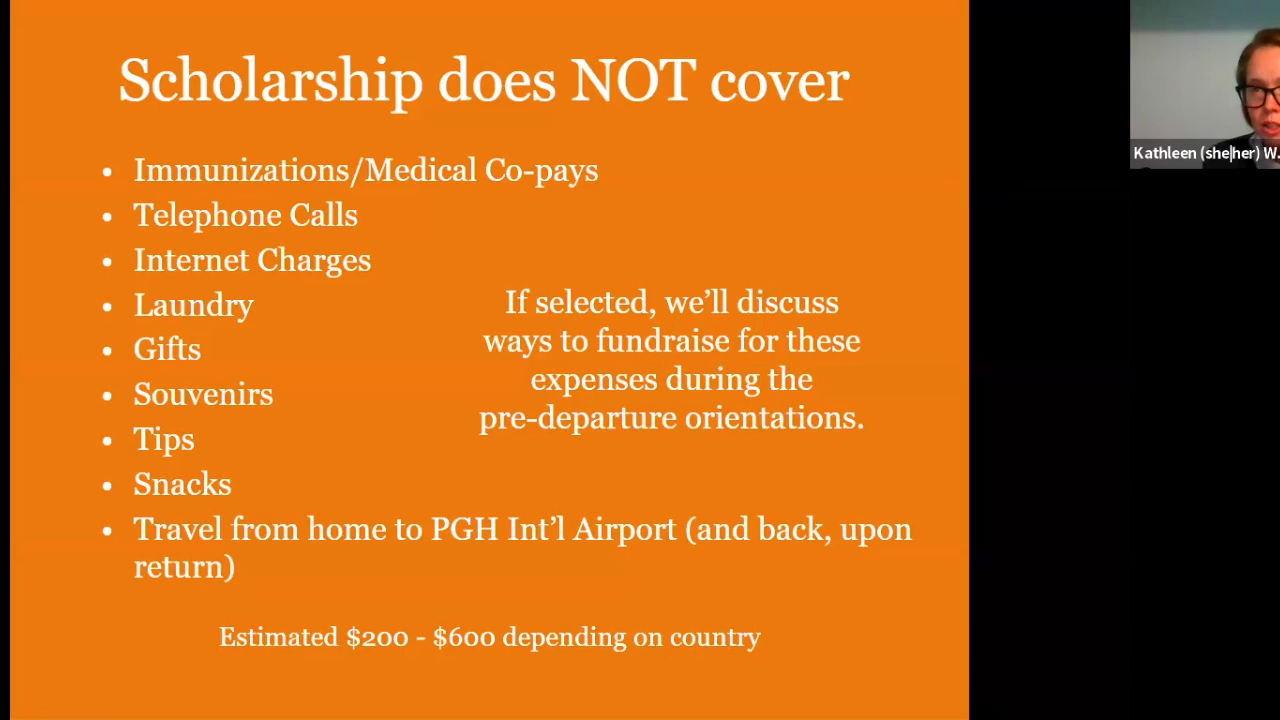 Scholarship does NOT cover
• Immunizations/Medical Co-pays
• Telephone Calls
• Internet Charges
• Laundry
• Gifts
• Souvenirs
• Tips
• Snacks
• Travel from home to PGH Int’l Airport (and back, upon
return)
If selected, we’ll discuss
ways to fundraise for these
expenses during the
pre-departure orientations.
Estimated $200 - $600 depending on country
Kathleen (she|her) W.